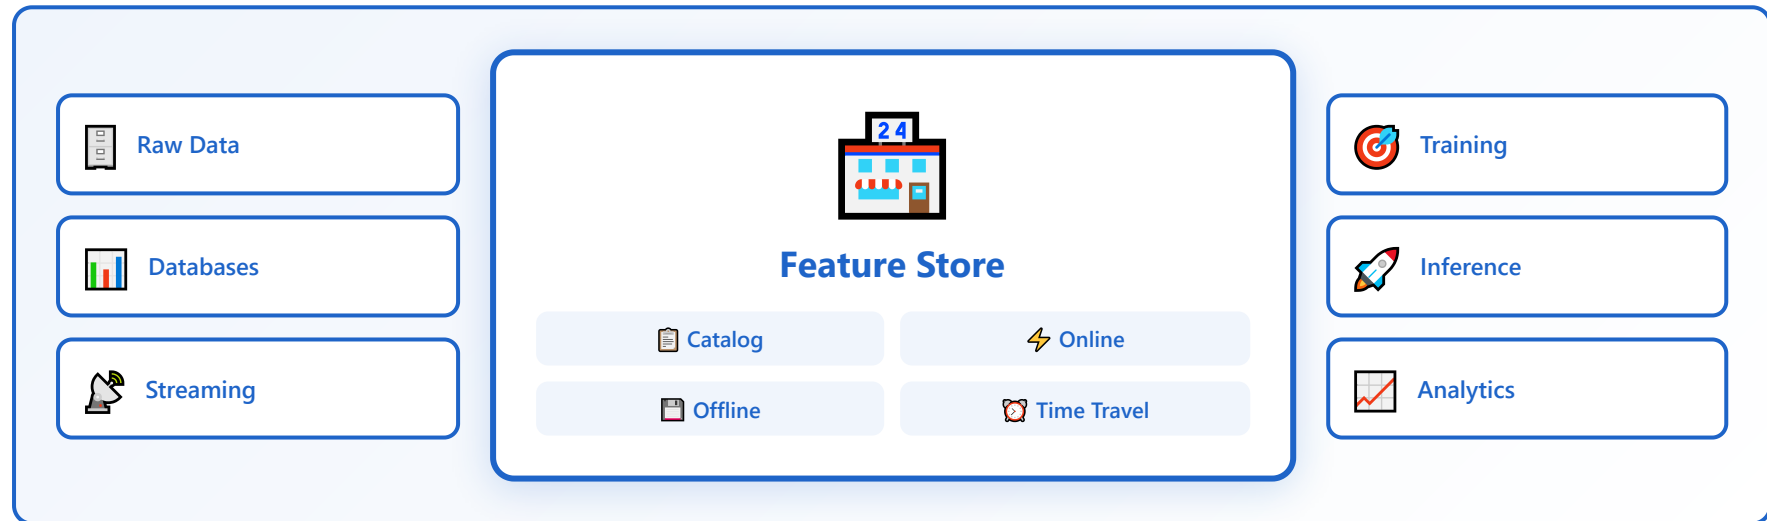 Raw Data
Databases
Streaming
24
Feature Store
Catalog
Online
Offline
Time Travel
Training
Inference
Analytics